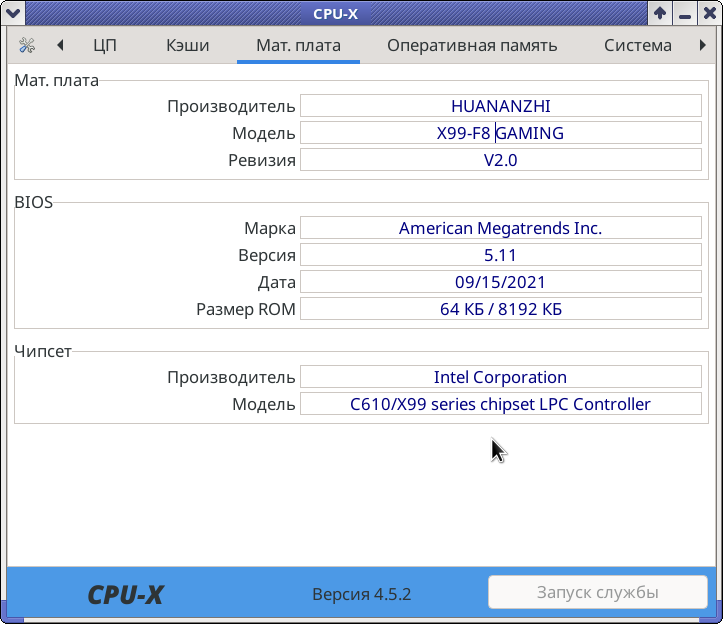 CPU-X
ЦП Кэши Мат. плата Оперативная память Система
Мат. плата
Производитель HUANANZHI
Модель X99-F8 GAMING
Ревизия V2.0
BIOS
Марка American Megatrends Inc.
Версия 5.11
Дата 09/15/2021
Размер ROM 64 КБ / 8192 КБ
Чипсет
Производитель Intel Corporation
Модель C610/X99 series chipset LPC Controller
CPU-X Версия 4.5.2 Запуск службы